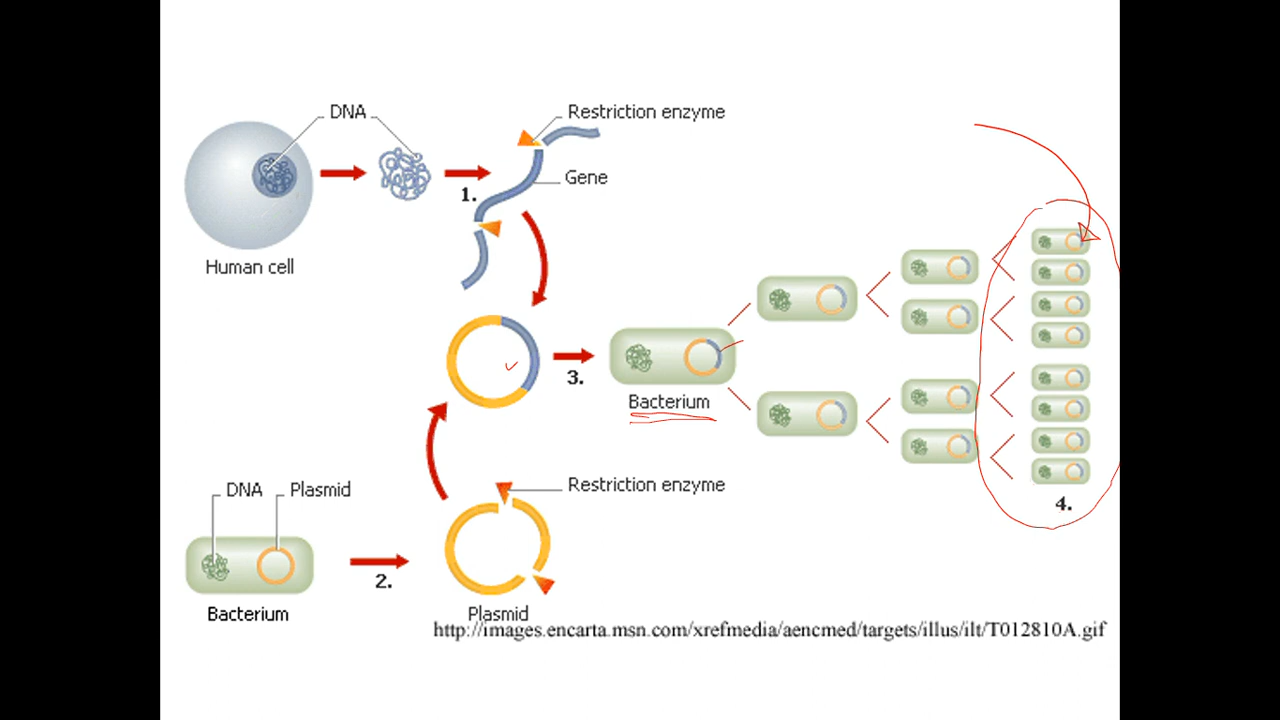 DNA
Restriction enzyme
Gene
1.
Human cell
3.
Bacterium
4.
DNA
Plasmid
Restriction enzyme
2.
Bacterium
Plasmid
http://images.encarta.msn.com/xrefmedia/aencmed/targets/illus/ilt/T012810A.gif